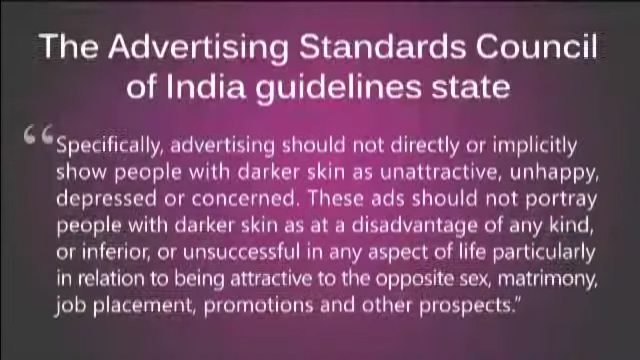 The Advertising Standards Council
of India guidelines state
“Specifically, advertising should not directly or implicitly
show people with darker skin as unattractive, unhappy,
depressed or concerned. These ads should not portray
people with darker skin as at a disadvantage of any kind,
or inferior, or unsuccessful in any aspect of life particularly
in relation to being attractive to the opposite sex, matrimony,
job placement, promotions and other prospects.”